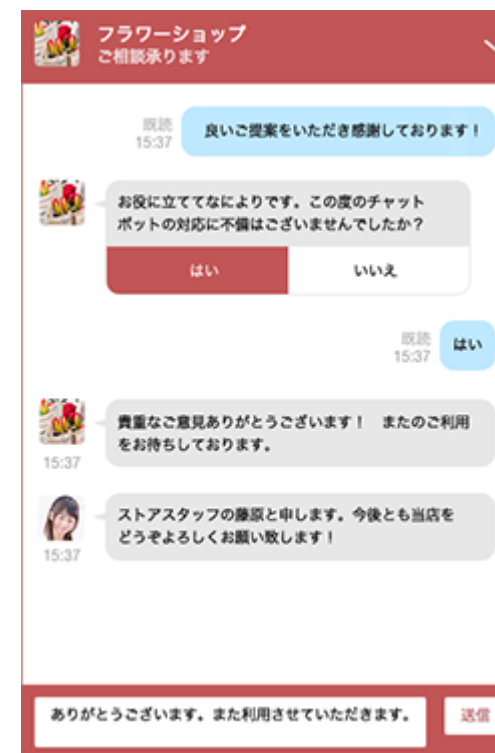 フラワーショップ
ご相談承ります
既読
15:37
良いご提案をいただき感謝しております！
お役に立ててなによりです。この度のチャット
ボットの対応に不備はございませんでしたか？
はい
いいえ
既読
15:37
はい
貴重なご意見ありがとうございます！　またのご利用
をお待ちしております。
15:37
ストアスタッフの藤原と申します。今後とも当店を
どうぞよろしくお願い致します！
15:37
ありがとうございます。また利用させていただきます。
送信